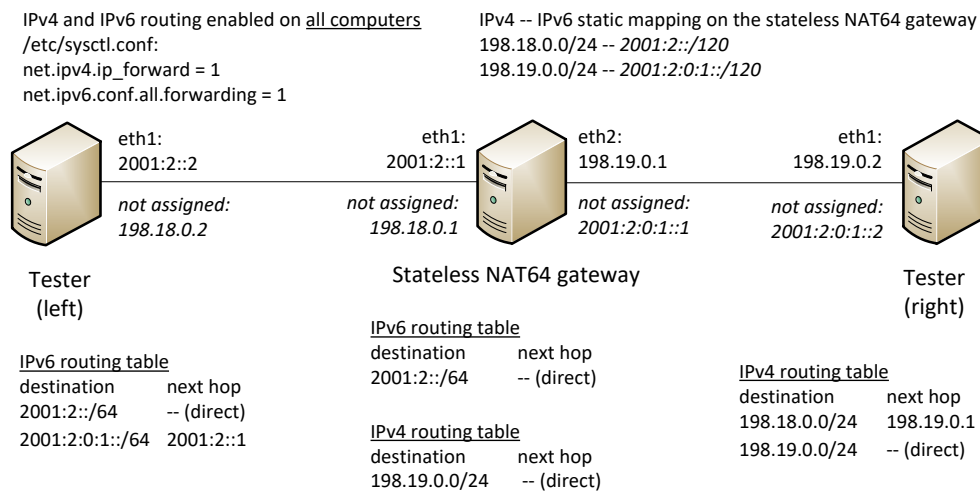 IPv4 and IPv6 routing enabled on all computers
/etc/sysctl.conf:
net.ipv4.ip_forward = 1
net.ipv6.conf.all.forwarding = 1
IPv4 -- IPv6 static mapping on the stateless NAT64 gateway
198.18.0.0/24 -- 2001:2::/120
198.19.0.0/24 -- 2001:2:0:1::/120
eth1:
2001:2::2
not assigned:
198.18.0.2
Tester
(left)
eth1:
2001:2::1
not assigned:
198.18.0.1
eth2:
198.19.0.1
not assigned:
2001:2:0:1::1
Stateless NAT64 gateway
eth1:
198.19.0.2
not assigned:
2001:2:0:1::2
Tester
(right)
IPv6 routing table
destination next hop
2001:2::/64 -- (direct)
2001:2:0:1::/64 2001:2::1
IPv6 routing table
destination next hop
2001:2::/64 -- (direct)
IPv4 routing table
destination next hop
198.19.0.0/24 -- (direct)
IPv4 routing table
destination next hop
198.18.0.0/24 198.19.0.1
198.19.0.0/24 -- (direct)